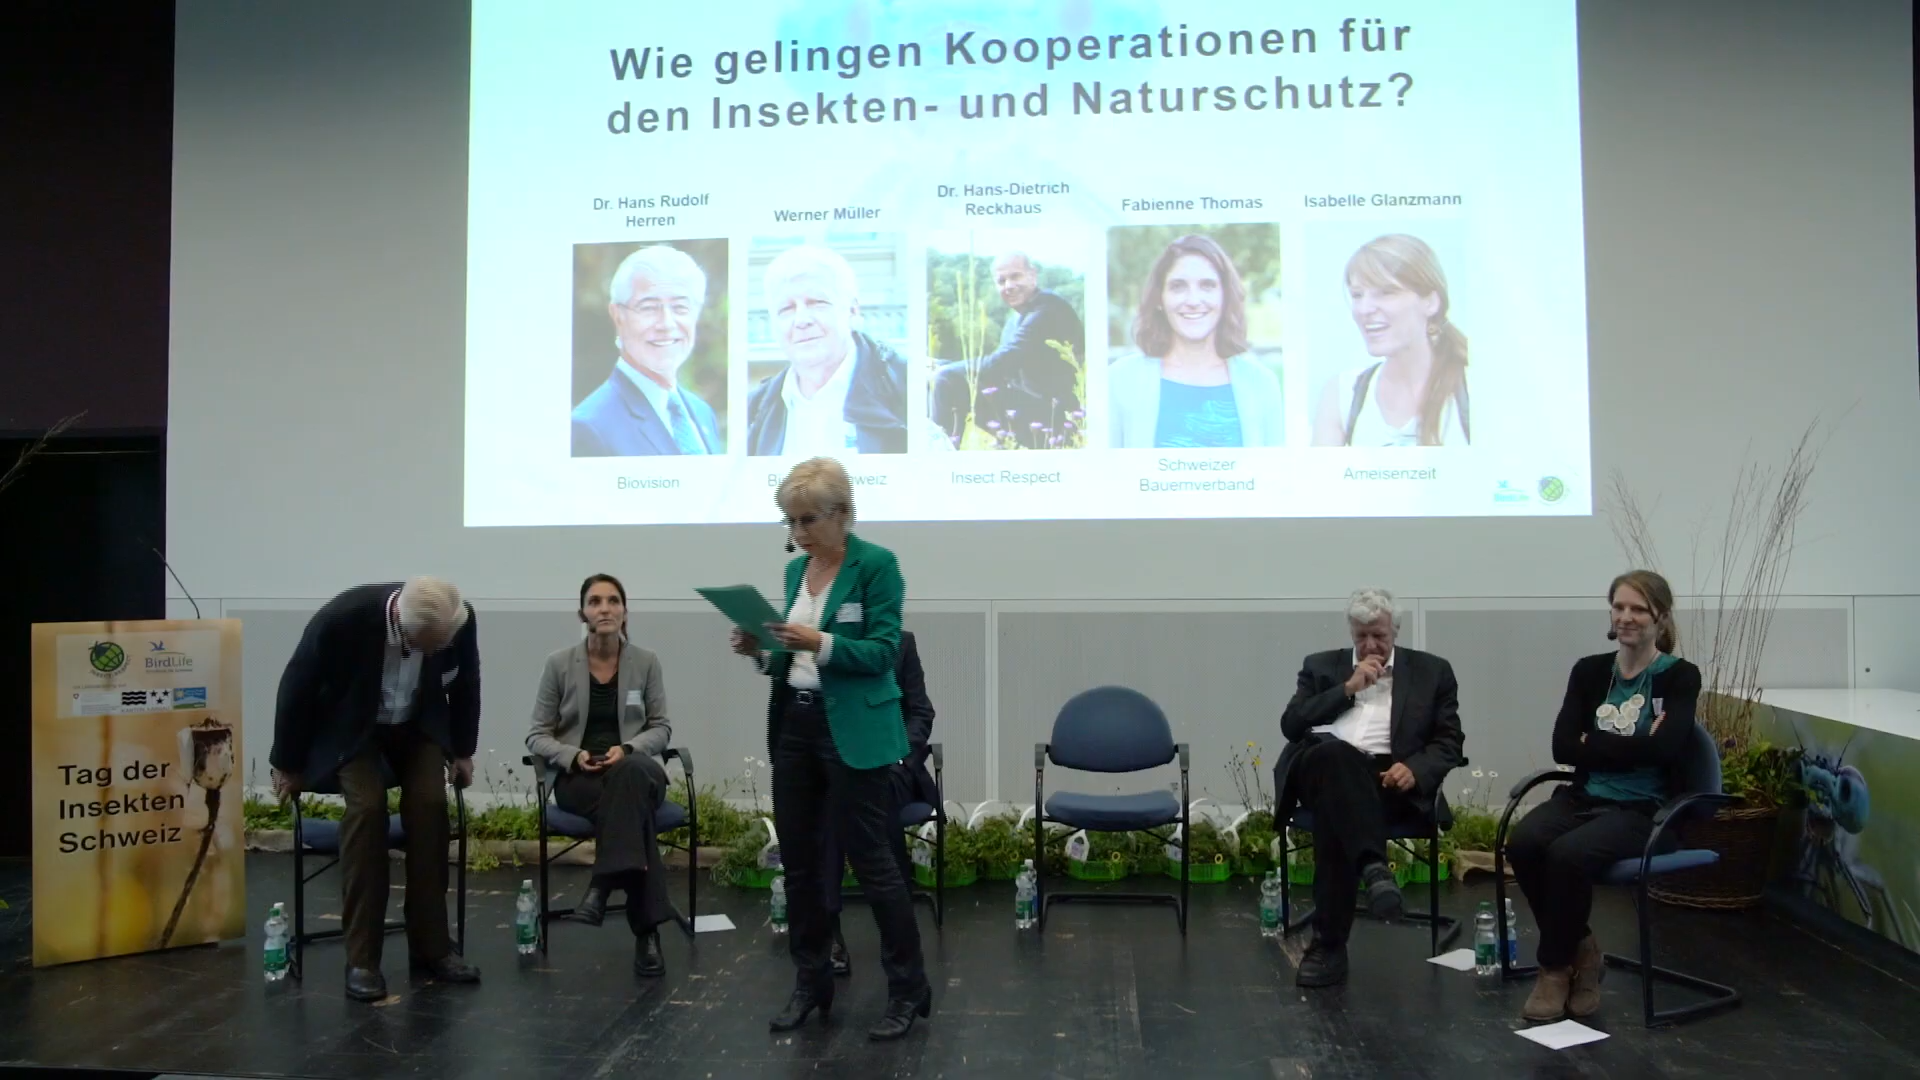 Wie gelingen Kooperationen für
den Insekten- und Naturschutz?
Dr. Hans Rudolf
Herren
Werner Müller
Dr. Hans-Dietrich
Reckhaus
Fabienne Thomas
Isabelle Glanzmann
Biovision
Insect Respect
Schweizer
Bauernverband
Ameisenzeit
BirdLife
Tag der
Insekten
Schweiz